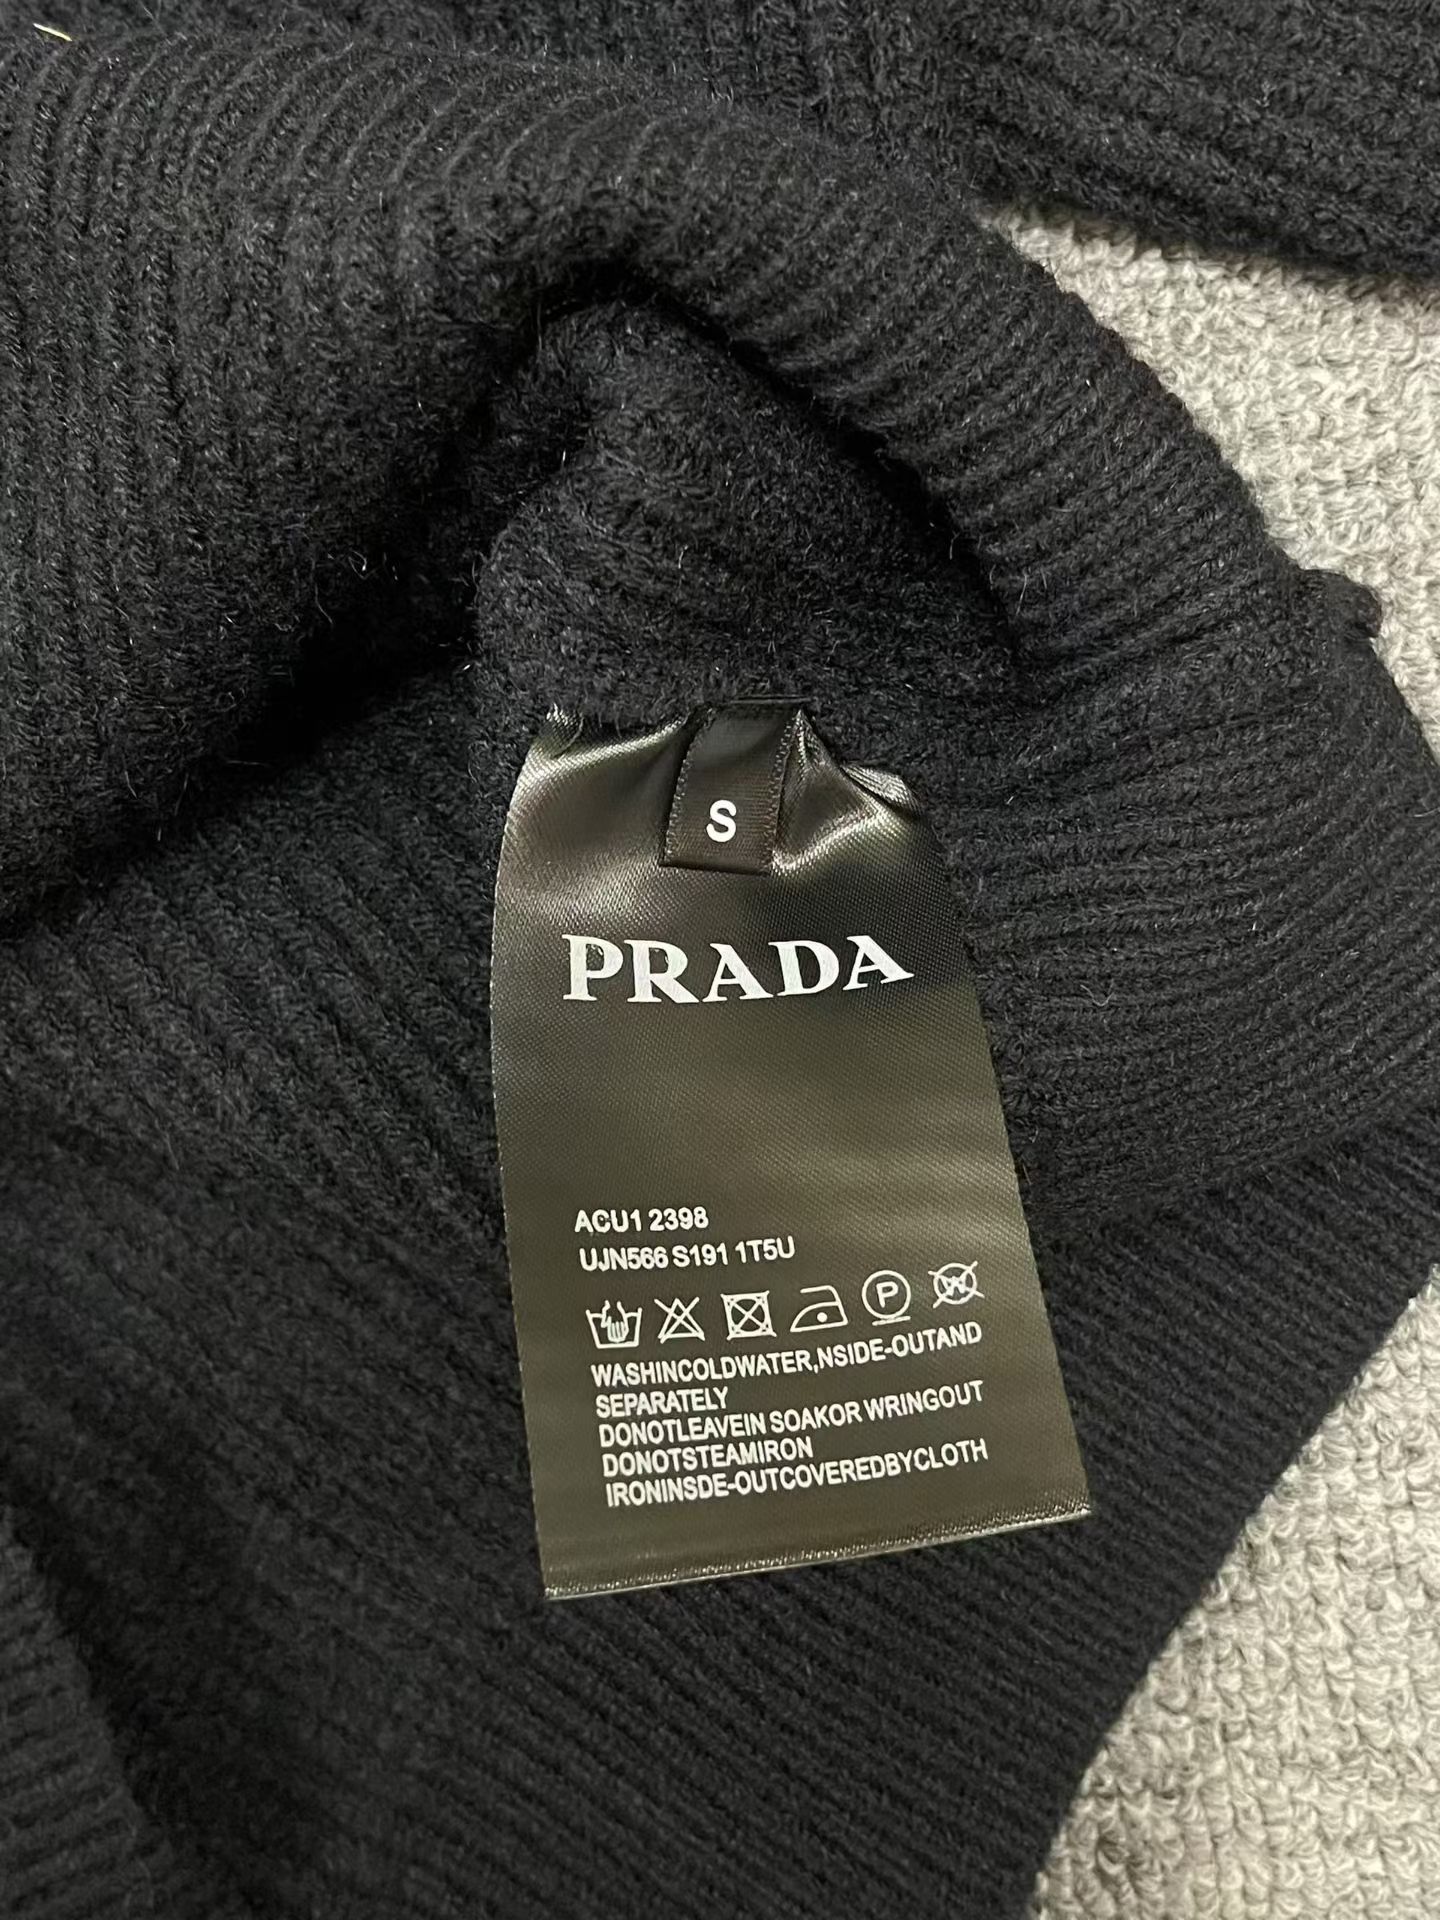 S
PRADA
ACU1 2398
UJN566 S191 1T5U
P W
WASHINCOLDWATER,NSIDE-OUTAND
SEPARATELY
DONOTLEAVEIN SOAKOR WRINGOUT
DONOTSTEAMIRON
IRONINSDE-OUTCOVEREDBYCLOTH